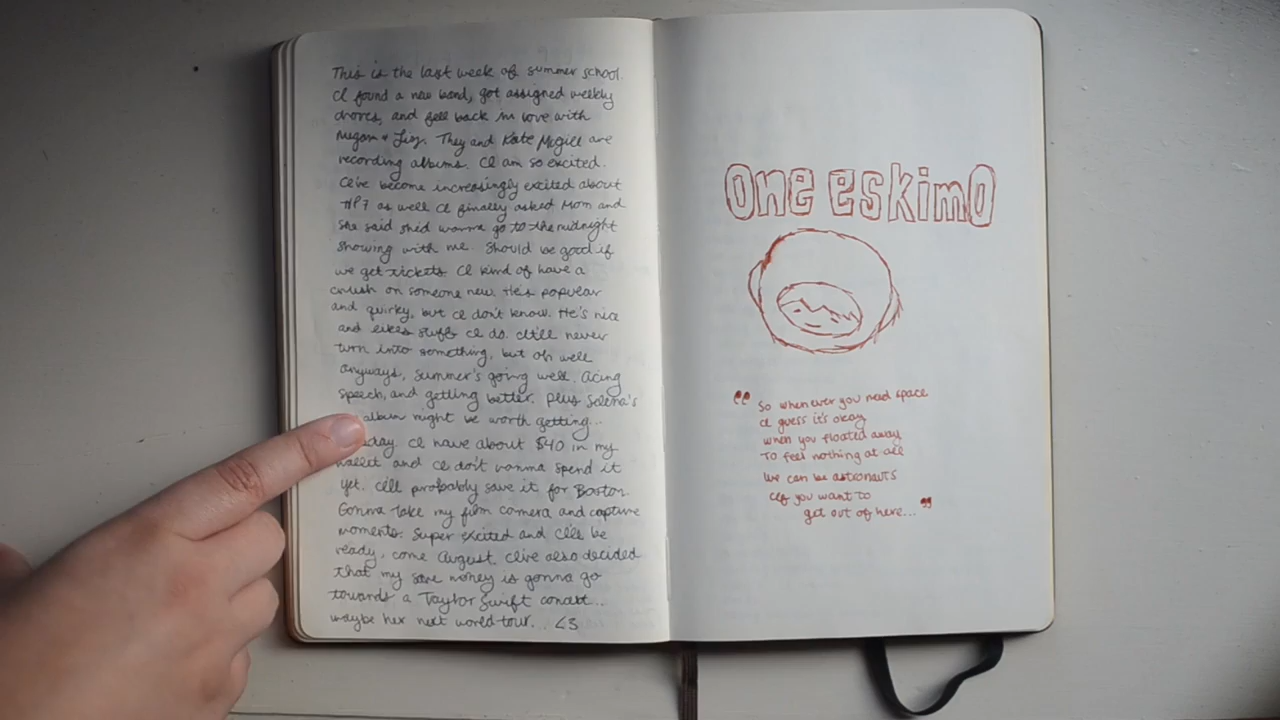 This is the last week of summer school.
I found a new band, got assigned weekly
chores, and fell back in love with
Megan & Liz. They and Kate Mcgill are
recording albums. I am so excited.
I've become increasingly excited about
HP7 as well I finally asked Mom and
she said she'd wanna go to the midnight
showing with me. Should be good if
we get tickets. I kind of have a
crush on someone new. He's popular
and quirky, but I don't know. He's nice
and likes stuff I do. It'll never
turn into something, but oh well
anyways, summer's going well. Acing
speech, and getting better. Plus Selena's
album might be worth getting...
I have about $40 in my
wallet and I don't wanna spend it
yet. I'll probably save it for Boston.
Gonna take my film camera and capture
moments. Super excited and I'll be
ready, come August. I've also decided
that my save money is gonna go
towards a Taylor Swift concert...
maybe her next world tour... <3
one eskimo
"So whenever you need space
I guess it's okay
when you floated away
To feel nothing at all
We can be astronauts
If you want to
get out of here..."